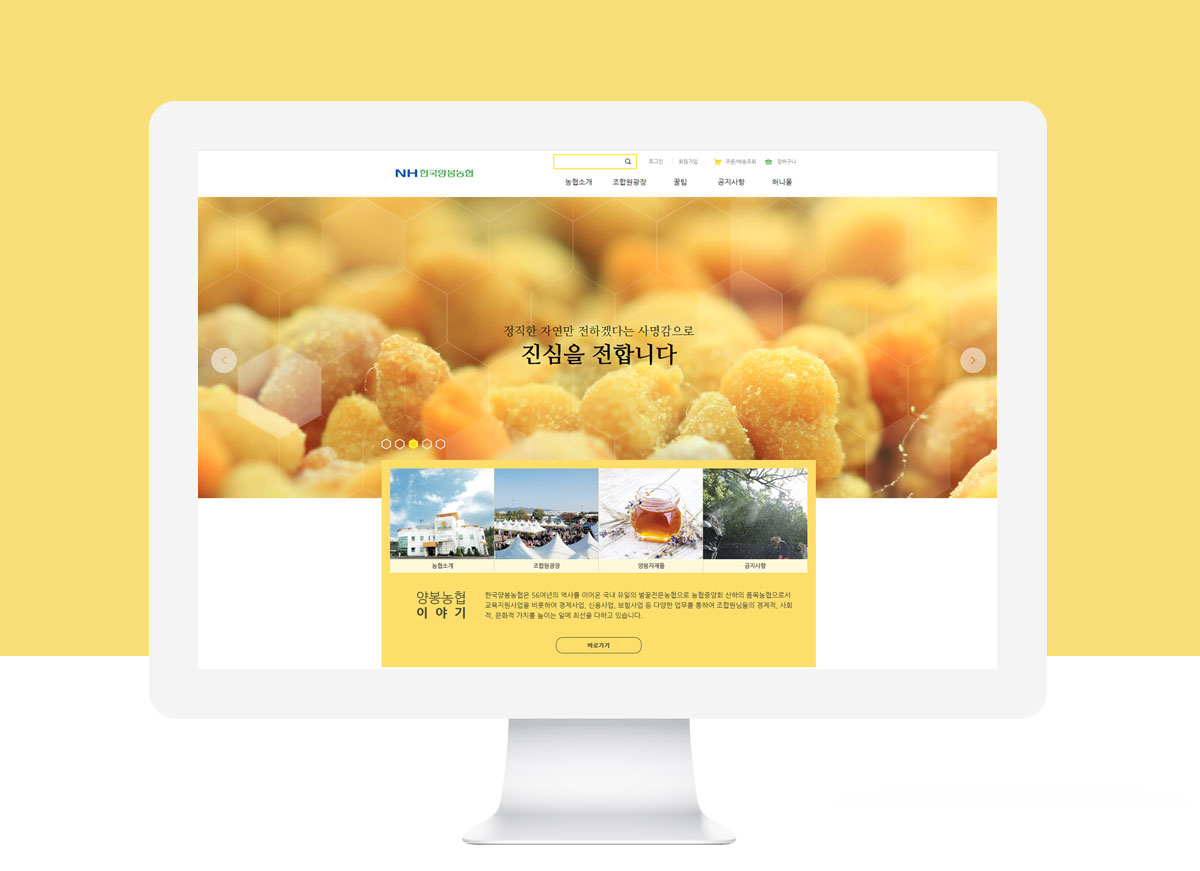 로그인 회원가입 주문/배송조회 장바구니
NH 한국양봉농협
농협소개 조합원광장 꿀팁 공지사항 허니몰
정직한 자연만 전하겠다는 사명감으로
진심을 전합니다
농협소개 조합원광장 양봉자재몰 공지사항
양봉농협
이야기
한국양봉농협은 56여년의 역사를 이어온 국내 유일의 벌꿀전문농협으로 농협중앙회 산하의 품목농협으로서
교육지원사업을 비롯하여 경제사업, 신용사업, 보험사업 등 다양한 업무를 통하여 조합원님들의 경제적, 사회
적, 문화적 가치를 높이는 일에 최선을 다하고 있습니다.
바로가기